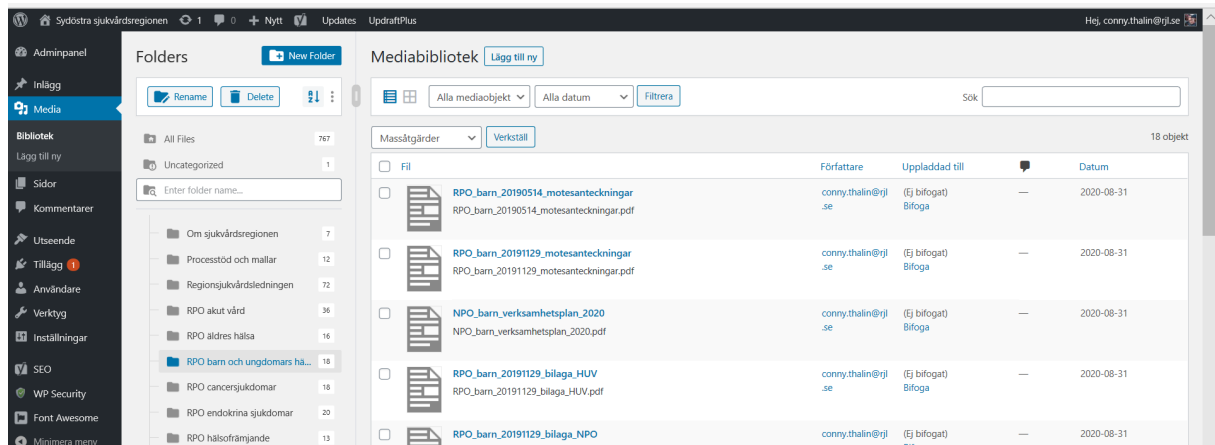 Sydöstra sjukvårdsregionen 1 0 Nytt Updates UpdraftPlus Hej, conny.thalin@rjl.se
Adminpanel
Inlägg
Media
Bibliotek
Lägg till ny
Sidor
Kommentarer
Utseende
Tillägg 1
Användare
Verktyg
Inställningar
SEO
WP Security
Font Awesome
Minimera meny
Folders New Folder
Rename Delete
All Files 767
Uncategorized 1
Enter folder name...
Om sjukvårdsregionen 7
Processtöd och mallar 12
Regionsjukvårdsledningen 72
RPO akut vård 36
RPO äldres hälsa 16
RPO barn och ungdomars hä... 18
RPO cancersjukdomar 18
RPO endokrina sjukdomar 20
RPO hälsofrämjande 13
Mediabibliotek Lägg till ny
Alla mediaobjekt Alla datum Filtrera Sök
Massåtgärder Verkställ 18 objekt
Fil Författare Uppladdad till Datum
RPO_barn_20190514_motesanteckningar conny.thalin@rjl (Ej bifogat) — 2020-08-31
RPO_barn_20190514_motesanteckningar.pdf .se Bifoga
RPO_barn_20191129_motesanteckningar conny.thalin@rjl (Ej bifogat) — 2020-08-31
RPO_barn_20191129_motesanteckningar.pdf .se Bifoga
NPO_barn_verksamhetsplan_2020 conny.thalin@rjl (Ej bifogat) — 2020-08-31
NPO_barn_verksamhetsplan_2020.pdf .se Bifoga
RPO_barn_20191129_bilaga_HUV conny.thalin@rjl (Ej bifogat) — 2020-08-31
RPO_barn_20191129_bilaga_HUV.pdf .se Bifoga
RPO_barn_20191129_bilaga_NPO conny.thalin@rjl (Ej bifogat) — 2020-08-31